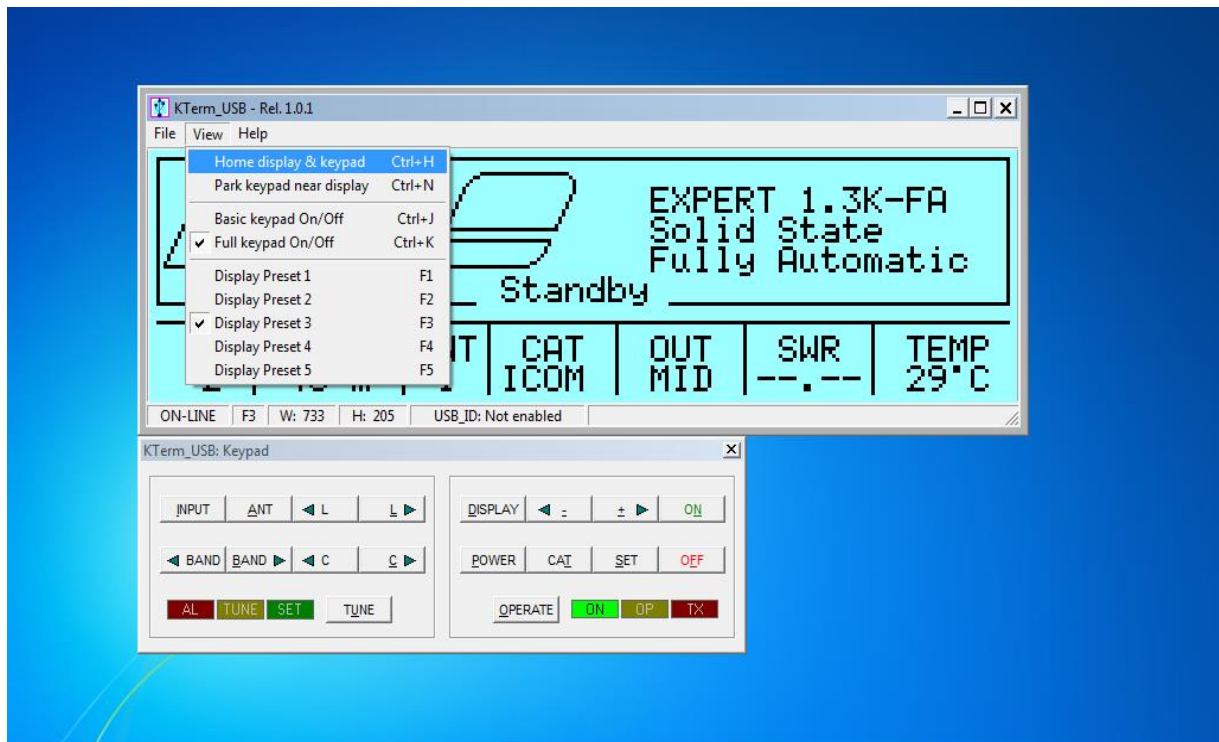 KTerm_USB - Rel. 1.0.1
File View Help
Home display & keypad Ctrl+H
Park keypad near display Ctrl+N
Basic keypad On/Off Ctrl+J
Full keypad On/Off Ctrl+K
Display Preset 1 F1
Display Preset 2 F2
Display Preset 3 F3
Display Preset 4 F4
Display Preset 5 F5
EXPERT 1.3K-FA
Solid State
Fully Automatic
Standby
CAT OUT SWR TEMP
ICOM MID --.-- 29°C
ON-LINE F3 W: 733 H: 205 USB_ID: Not enabled
KTerm_USB: Keypad
INPUT ANT L L
BAND BAND C C
AL TUNE SET TUNE
DISPLAY - + ON
POWER CAT SET OFF
OPERATE ON OP TX